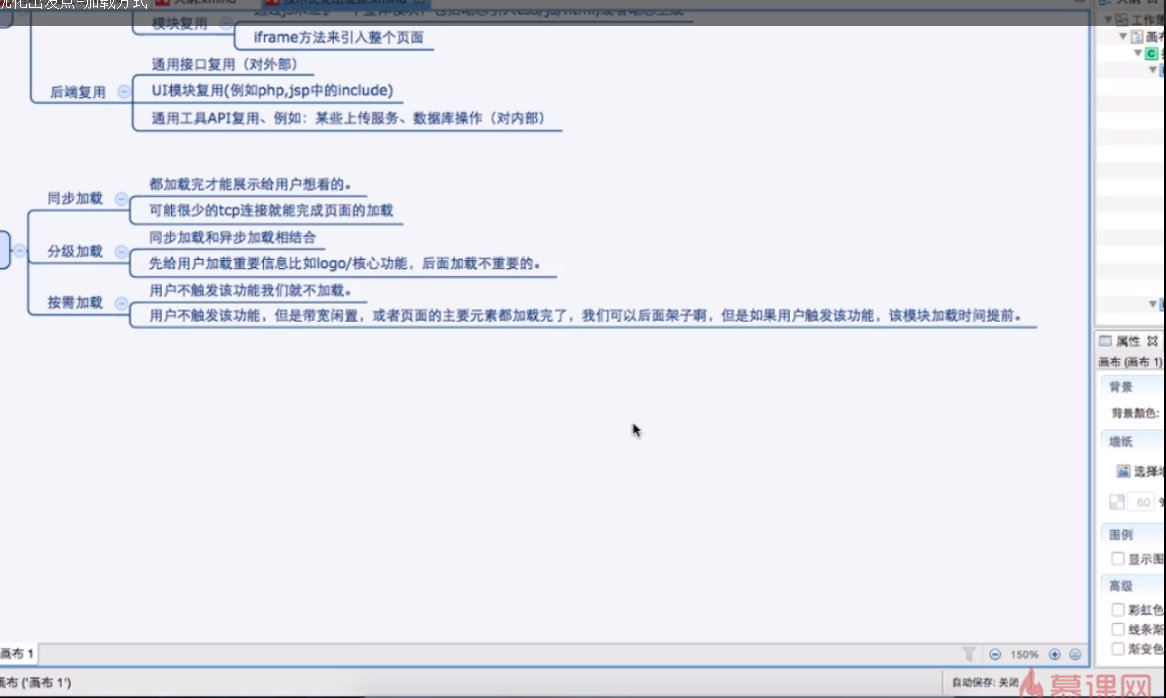 优化出发点-加载方式
模块复用
iframe方法来引入整个页面
后端复用
通用接口复用（对外部）
UI模块复用(例如php,jsp中的include)
通用工具API复用、例如：某些上传服务、数据库操作（对内部）
同步加载
都加载完才能展示给用户想看的。
可能很少的tcp连接就能完成页面的加载
分级加载
同步加载和异步加载相结合
先给用户加载重要信息比如logo/核心功能，后面加载不重要的。
按需加载
用户不触发该功能我们就不加载。
用户不触发该功能，但是带宽闲置，或者页面的主要元素都加载完了，我们可以后面架子啊，但是如果用户触发该功能，该模块加载时间提前。
工作簿
画布
属性
画布 (画布 1)
背景
背景颜色:
墙纸
选择墙
60 %
图例
显示图
高级
彩虹色
线条渐
渐变色
画布 1
150%
画布 ('画布 1')
自动保存: 关闭
慕课网